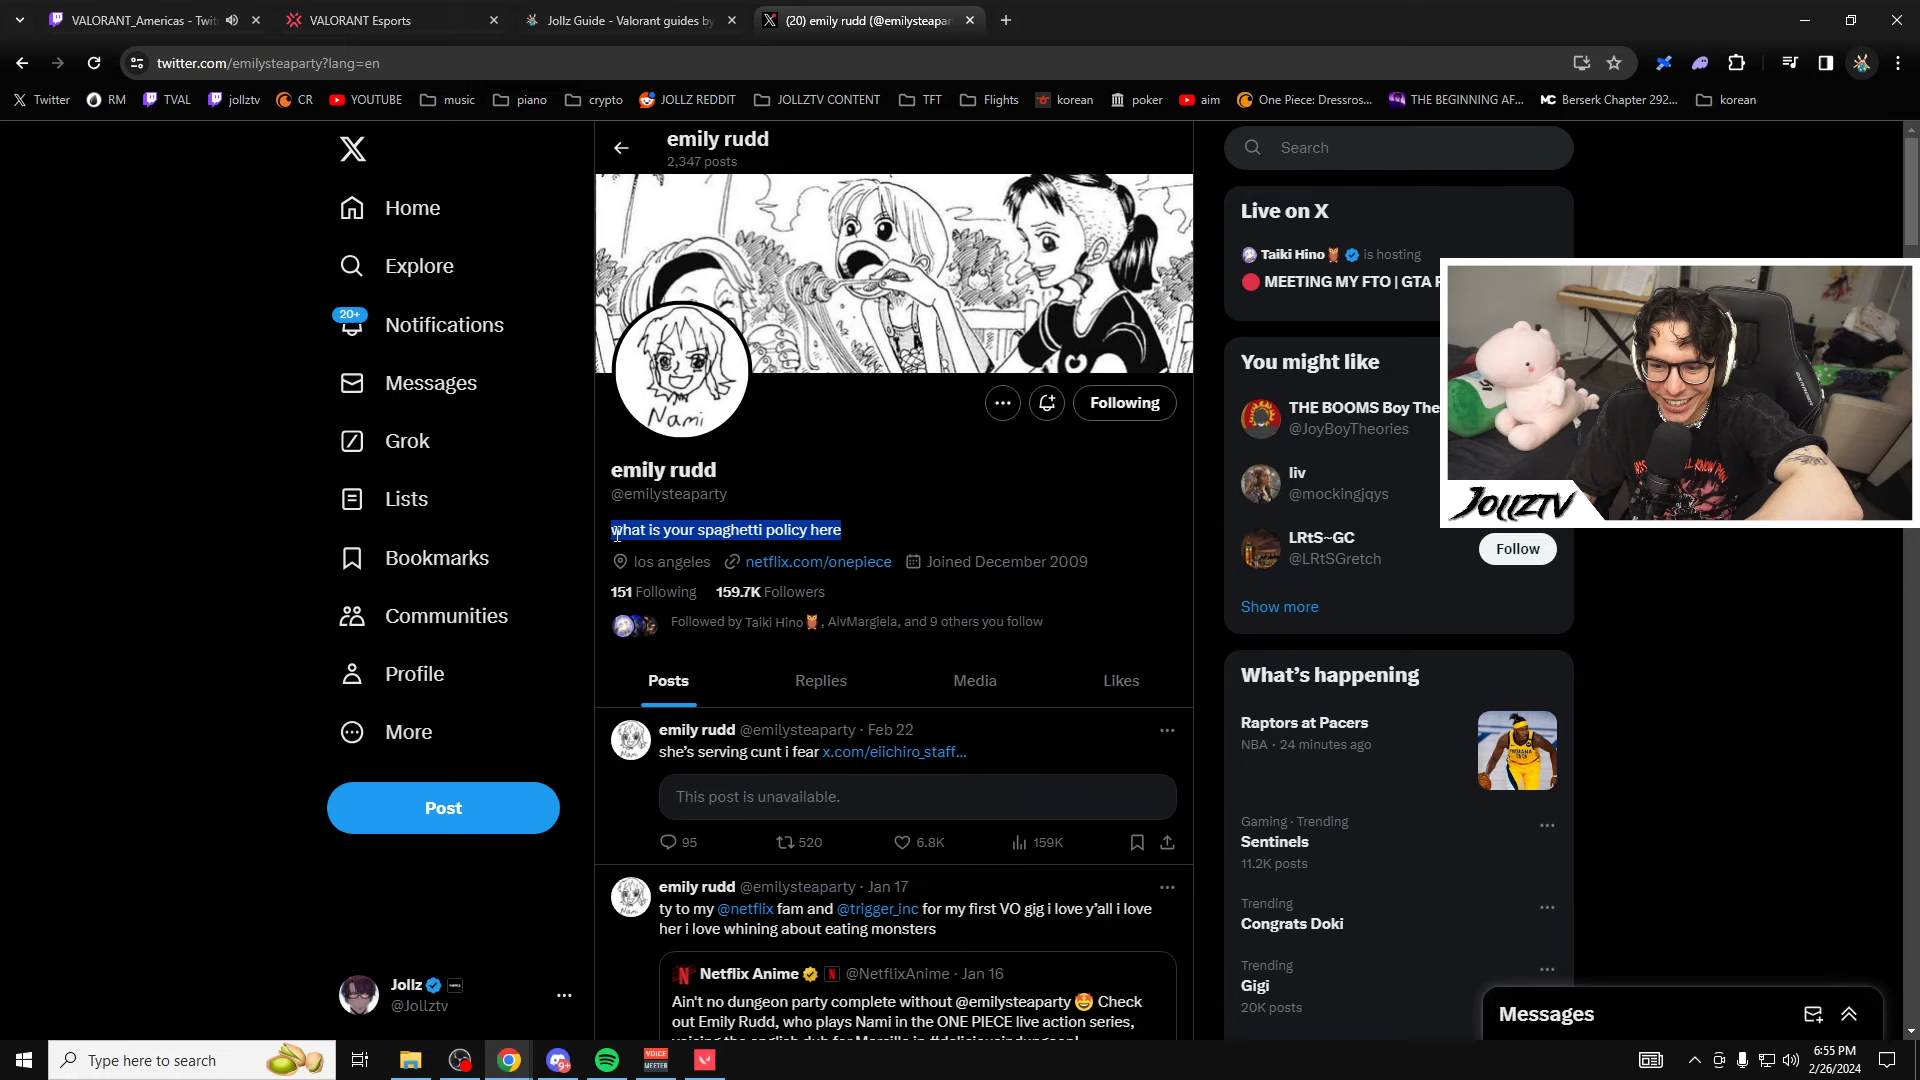 VALORANT_Americas - Twit
VALORANT Esports
Jollz Guide - Valorant guides by
(20) emily rudd (@emilysteapar
twitter.com/emilysteaparty?lang=en
Twitter
RM
TVAL
jollztv
CR
YOUTUBE
music
piano
crypto
JOLLZ REDDIT
JOLLZTV CONTENT
TFT
Flights
korean
poker
aim
One Piece: Dressros...
THE BEGINNING AF...
MC Berserk Chapter 292...
korean
Home
Explore
20+
Notifications
Messages
Grok
Lists
Bookmarks
Communities
Profile
More
Post
Jollz
@Jollztv
emily rudd
2,347 posts
Nami
Following
emily rudd
@emilysteaparty
what is your spaghetti policy here
los angeles netflix.com/onepiece Joined December 2009
151 Following 159.7K Followers
Followed by Taiki Hino🦉, AlvMargiela, and 9 others you follow
Posts Replies Media Likes
emily rudd @emilysteaparty · Feb 22
she's serving cunt i fear x.com/eiichiro_staff...
This post is unavailable.
95 520 6.8K 159K
emily rudd @emilysteaparty · Jan 17
ty to my @netflix fam and @trigger_inc for my first VO gig i love y'all i love
her i love whining about eating monsters
Netflix Anime N @NetflixAnime · Jan 16
Ain't no dungeon party complete without @emilysteaparty 🤩 Check
out Emily Rudd, who plays Nami in the ONE PIECE live action series,
Search
Live on X
Taiki Hino🦉 is hosting
MEETING MY FTO | GTA
You might like
THE BOOMS Boy The
@JoyBoyTheories
liv
@mockingjqys
LRtS~GC
@LRtSGretch
Follow
Show more
What's happening
Raptors at Pacers
NBA · 24 minutes ago
Gaming · Trending
Sentinels
11.2K posts
Trending
Congrats Doki
Trending
Gigi
20K posts
Messages
JOLLZTV
Type here to search
9+
VOICE
MEETER
6:55 PM
2/26/2024